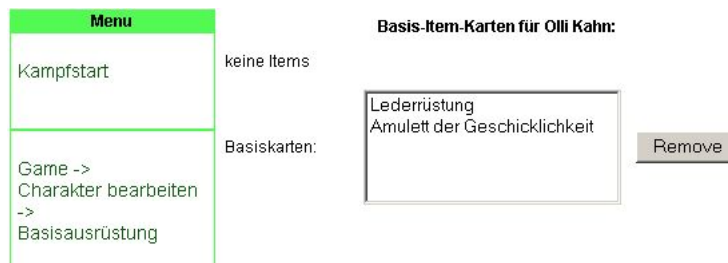 Menu
Kampfstart
Game ->
Charakter bearbeiten
->
Basisausrüstung
Basis-Item-Karten für Olli Kahn:
keine Items
Basiskarten:
Lederrüstung
Amulett der Geschicklichkeit
Remove